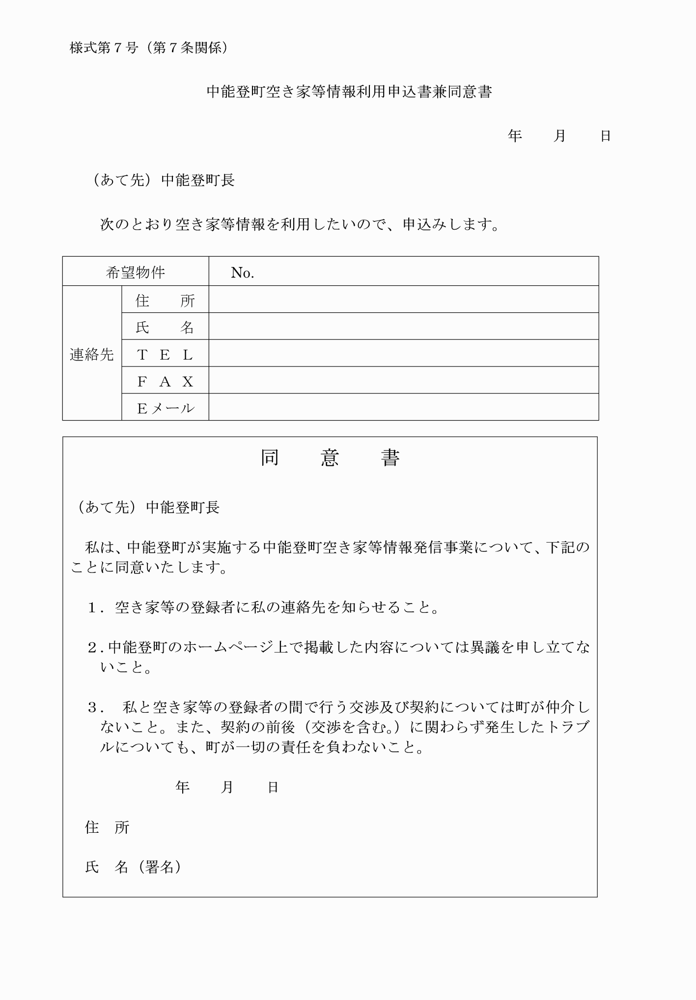 様式第７号（第７条関係）
中能登町空き家等情報利用申込書兼同意書
年　　月　　日
（あて先）中能登町長
次のとおり空き家等情報を利用したいので、申込みします。
希望物件　No.
連絡先
住　　所
氏　　名
ＴＥＬ
ＦＡＸ
Ｅメール
同　　意　　書
（あて先）中能登町長
私は、中能登町が実施する中能登町空き家等情報発信事業について、下記の
ことに同意いたします。
１．空き家等の登録者に私の連絡先を知らせること。
２．中能登町のホームページ上で掲載した内容については異議を申し立てな
いこと。
３．　私と空き家等の登録者の間で行う交渉及び契約については町が仲介し
ないこと。また、契約の前後（交渉を含む。）に関わらず発生したトラブ
ルについても、町が一切の責任を負わないこと。
年　　月　　日
住　所
氏　名（署名）